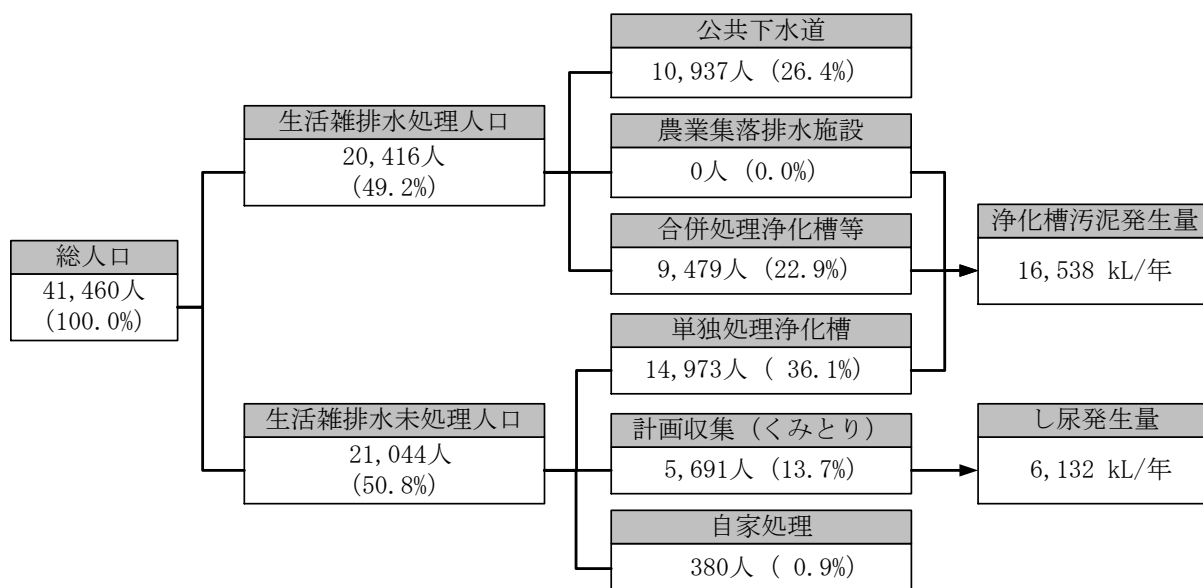 総人口
41,460人
(100.0%)
生活雑排水処理人口
20,416人
(49.2%)
生活雑排水未処理人口
21,044人
(50.8%)
公共下水道
10,937人 (26.4%)
農業集落排水施設
0人 (0.0%)
合併処理浄化槽等
9,479人 (22.9%)
単独処理浄化槽
14,973人 ( 36.1%)
計画収集（くみとり）
5,691人 (13.7%)
自家処理
380人 ( 0.9%)
浄化槽汚泥発生量
16,538 kL/年
し尿発生量
6,132 kL/年